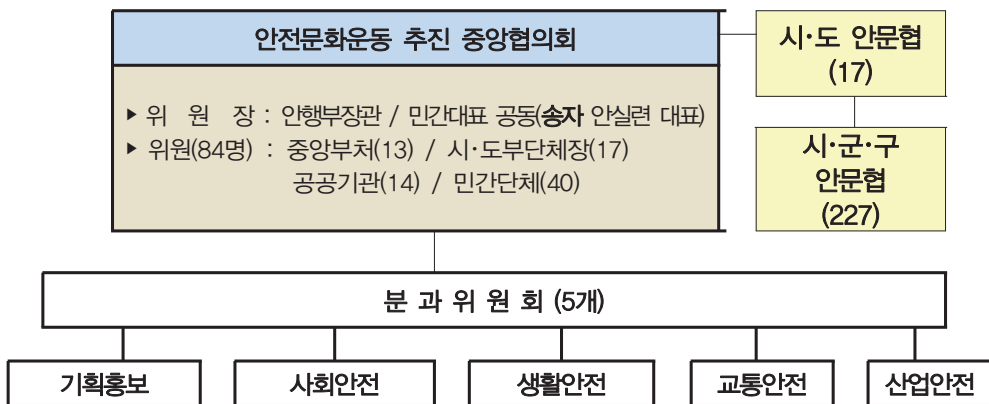 안전문화운동 추진 중앙협의회
▶ 위 원 장 : 안행부장관 / 민간대표 공동(송자 안실련 대표)
▶ 위원(84명) : 중앙부처(13) / 시·도부단체장(17)
공공기관(14) / 민간단체(40)
시·도 안문협
(17)
시·군·구
안문협
(227)
분 과 위 원 회 (5개)
기획홍보
사회안전
생활안전
교통안전
산업안전